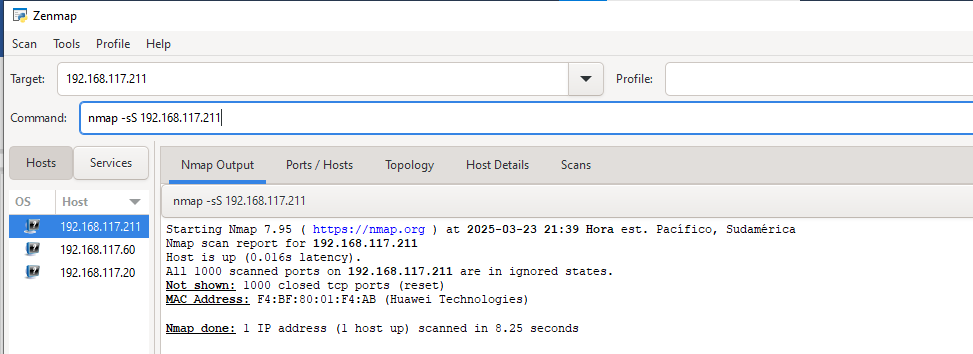 Zenmap
Scan Tools Profile Help
Target: 192.168.117.211 Profile:
Command: nmap -sS 192.168.117.211
Hosts Services Nmap Output Ports / Hosts Topology Host Details Scans
OS Host
nmap -sS 192.168.117.211
192.168.117.211
192.168.117.60
192.168.117.20
Starting Nmap 7.95 ( https://nmap.org ) at 2025-03-23 21:39 Hora est. Pacífico, Sudamérica
Nmap scan report for 192.168.117.211
Host is up (0.016s latency).
All 1000 scanned ports on 192.168.117.211 are in ignored states.
Not shown: 1000 closed tcp ports (reset)
MAC Address: F4:BF:80:01:F4:AB (Huawei Technologies)
Nmap done: 1 IP address (1 host up) scanned in 8.25 seconds